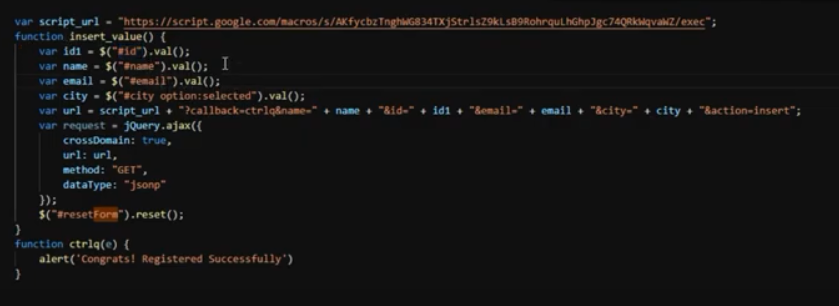 var script_url = "https://script.google.com/macros/s/AKfycbzTnghWG834TXjStrlsZ9kLsB9RohrquLhGhpJgc74QRkWqvaWZ/exec";
function insert_value() {
var id1 = $("#id").val();
var name = $("#name").val();
var email = $("#email").val();
var city = $("#city option:selected").val();
var url = script_url + "?callback=ctrlq&name=" + name + "&id=" + id1 + "&email=" + email + "&city=" + city + "&action=insert";
var request = jQuery.ajax({
crossDomain: true,
url: url,
method: "GET",
dataType: "jsonp"
});
$("#resetForm").reset();
}
function ctrlq(e) {
alert('Congrats! Registered Successfully')
}